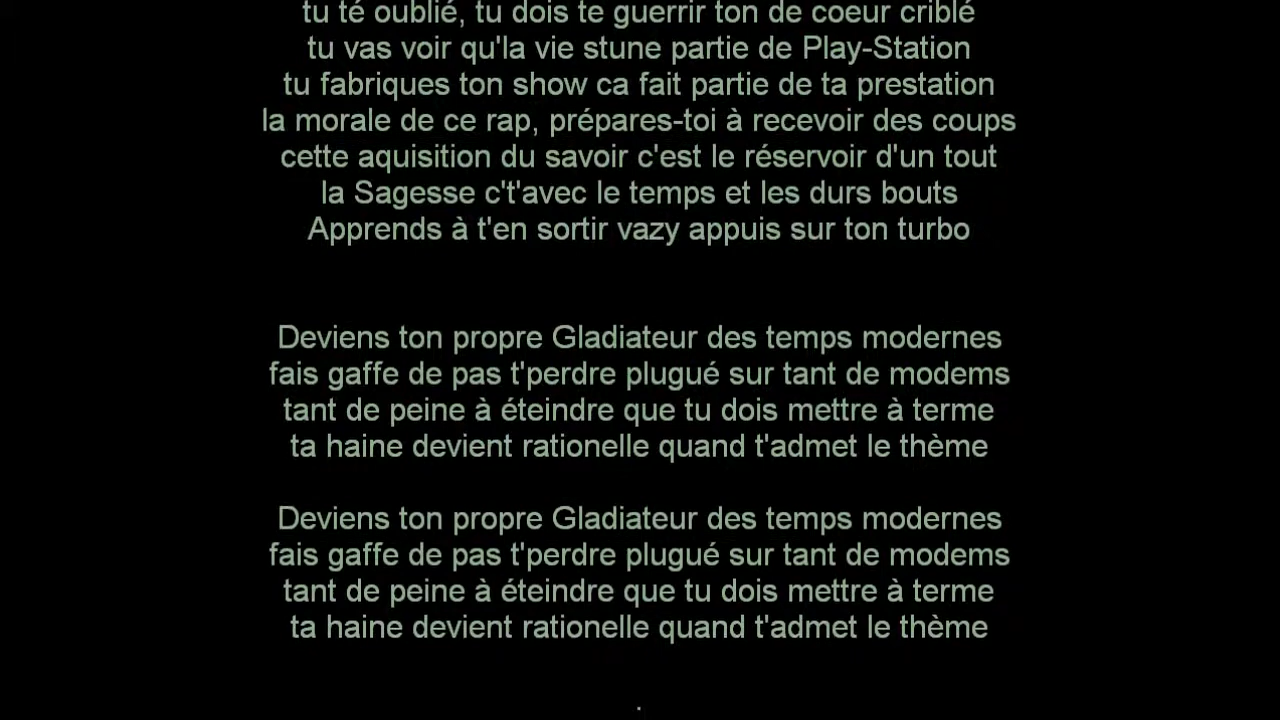 tu té oublié, tu dois te guerrir ton de coeur criblé
tu vas voir qu'la vie stune partie de Play-Station
tu fabriques ton show ca fait partie de ta prestation
la morale de ce rap, prépares-toi à recevoir des coups
cette aquisition du savoir c'est le réservoir d'un tout
la Sagesse c't'avec le temps et les durs bouts
Apprends à t'en sortir vazy appuis sur ton turbo
Deviens ton propre Gladiateur des temps modernes
fais gaffe de pas t'perdre plugué sur tant de modems
tant de peine à éteindre que tu dois mettre à terme
ta haine devient rationelle quand t'admet le thème
Deviens ton propre Gladiateur des temps modernes
fais gaffe de pas t'perdre plugué sur tant de modems
tant de peine à éteindre que tu dois mettre à terme
ta haine devient rationelle quand t'admet le thème
.